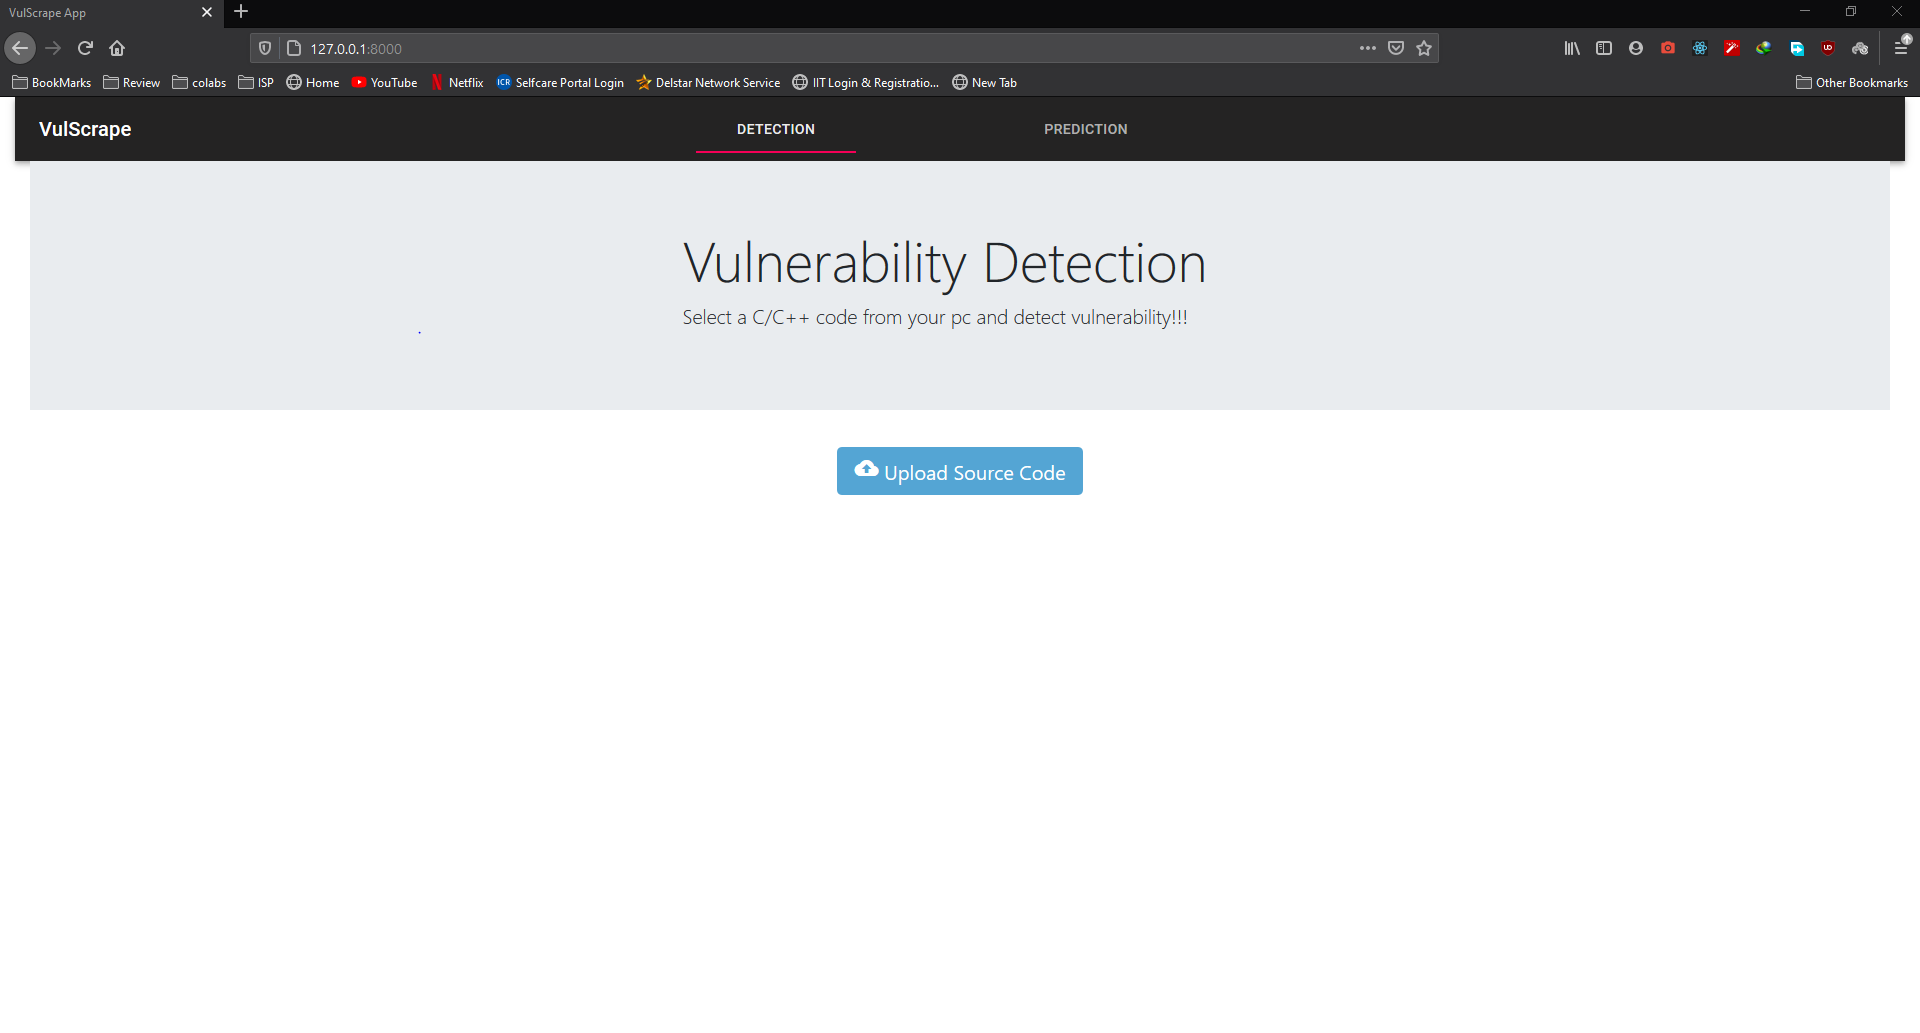 VulScrape App
127.0.0.1:8000
BookMarks Review colabs ISP Home YouTube Netflix ICR Selfcare Portal Login Delstar Network Service IIT Login & Registratio... New Tab Other Bookmarks
VulScrape DETECTION PREDICTION
Vulnerability Detection
Select a C/C++ code from your pc and detect vulnerability!!!
Upload Source Code